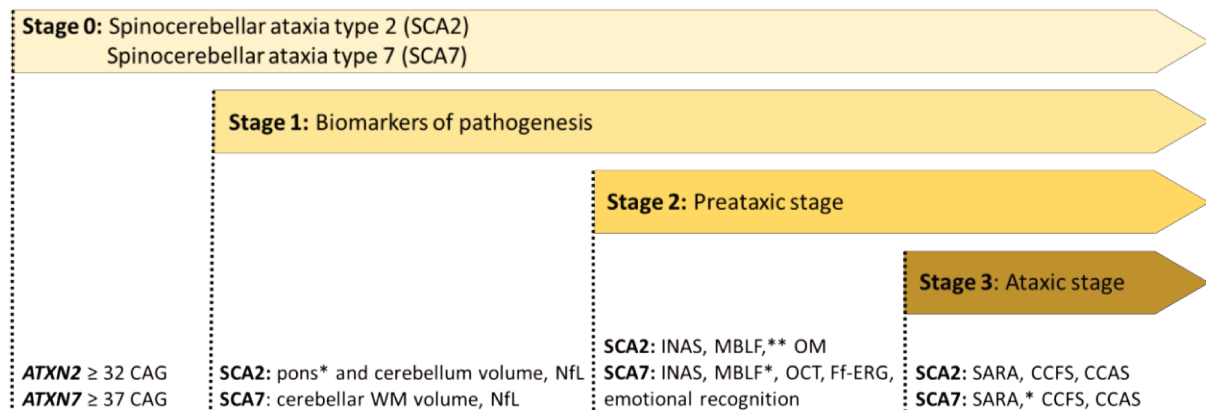 Stage 0: Spinocerebellar ataxia type 2 (SCA2)
Spinocerebellar ataxia type 7 (SCA7)
Stage 1: Biomarkers of pathogenesis
Stage 2: Preataxic stage
Stage 3: Ataxic stage
ATXN2 ≥ 32 CAG
ATXN7 ≥ 37 CAG
SCA2: pons* and cerebellum volume, NfL
SCA7: cerebellar WM volume, NfL
SCA2: INAS, MBLF,** OM
SCA7: INAS, MBLF*, OCT, Ff-ERG,
emotional recognition
SCA2: SARA, CCFS, CCAS
SCA7: SARA,* CCFS, CCAS